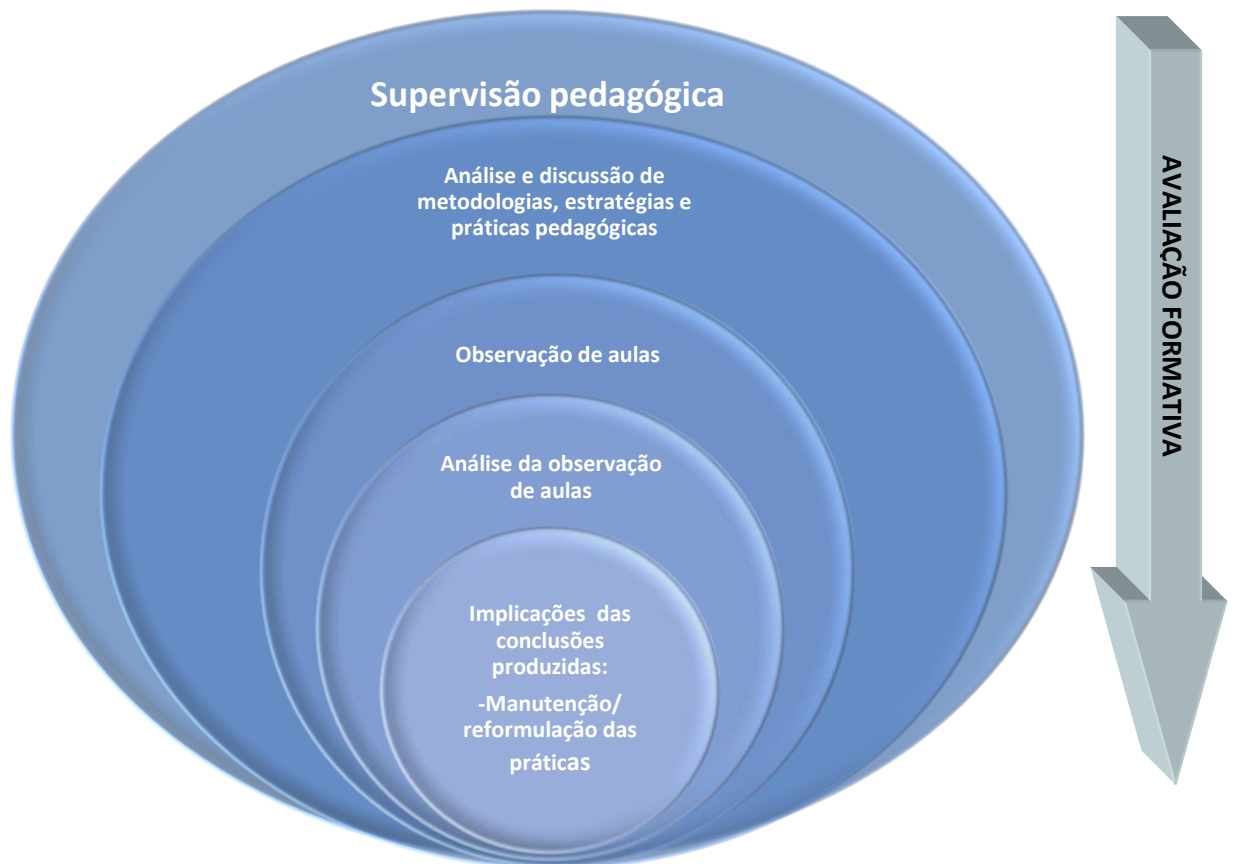 Supervisão pedagógica
Análise e discussão de
metodologias, estratégias e
práticas pedagógicas
Observação de aulas
Análise da observação
de aulas
Implicações das
conclusões
produzidas:
-Manutenção/
reformulação das
práticas
AVALIAÇÃO FORMATIVA